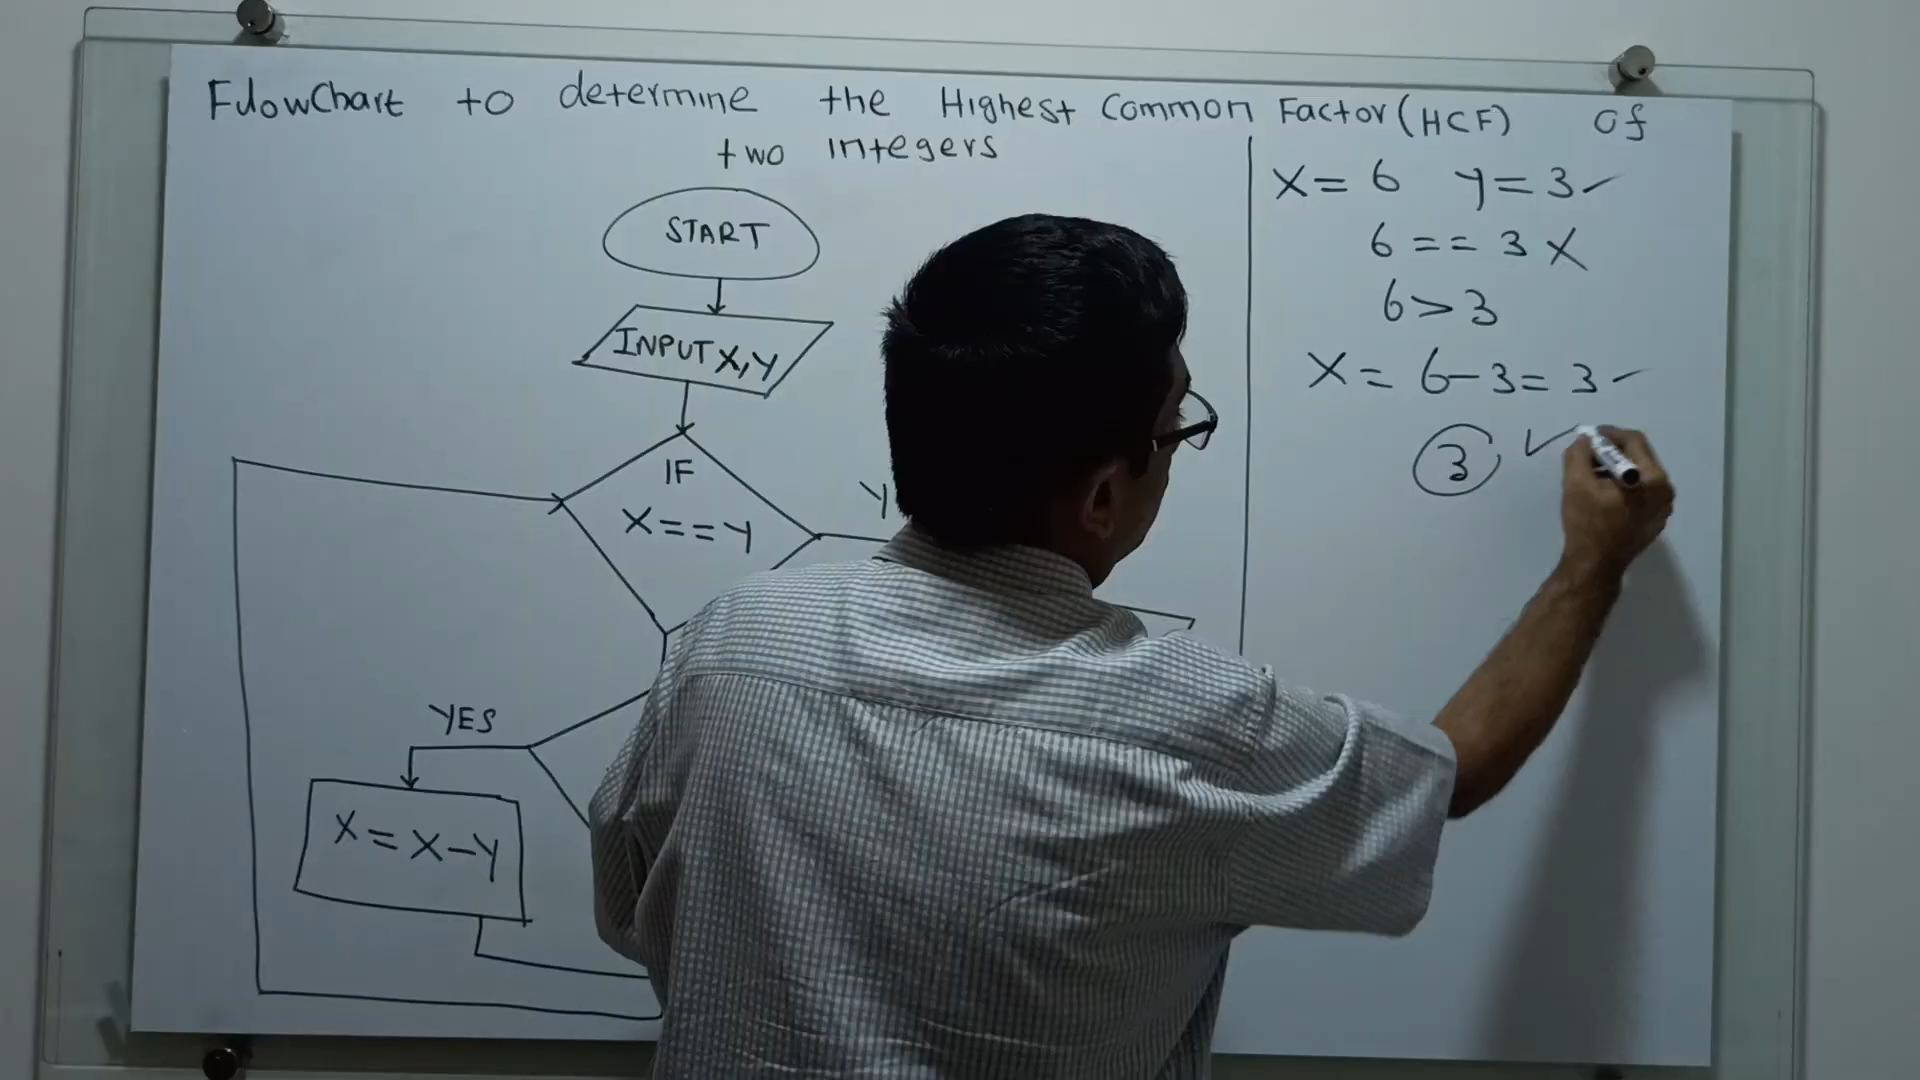 FlowChart to determine the Highest Common Factor (HCF) of
two integers
START
INPUT X, Y
IF
X==Y
Y
YES
X = X-Y
X= 6 Y=3
6 == 3 X
6>3
X= 6-3= 3
3